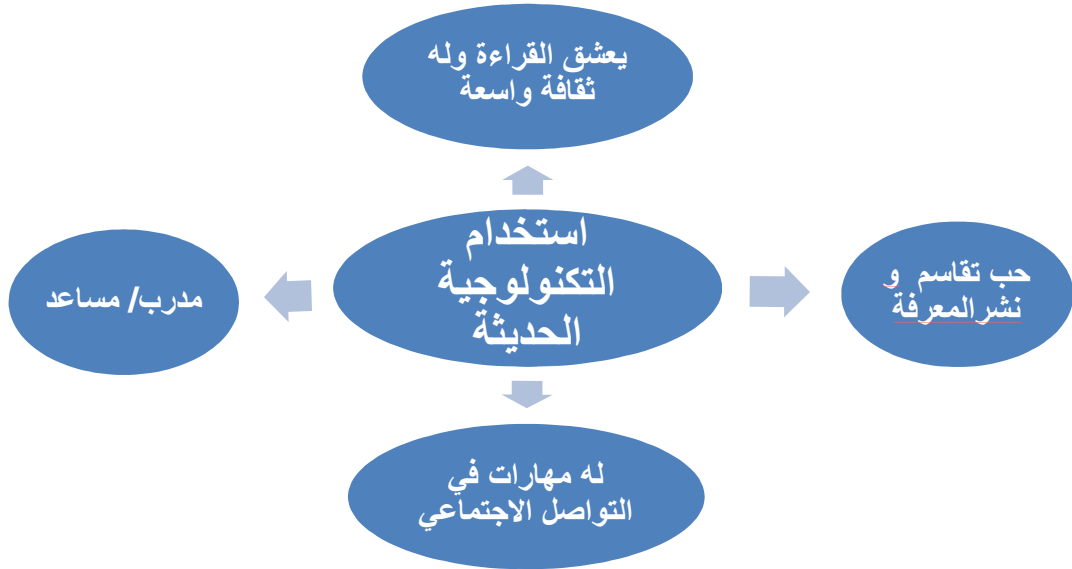 يعشق القراءة وله
ثقافة واسعة
استخدام
التكنولوجية
الحديثة
حب تقاسم و
نشرالمعرفة
مدرب/ مساعد
له مهارات في
التواصل الاجتماعي